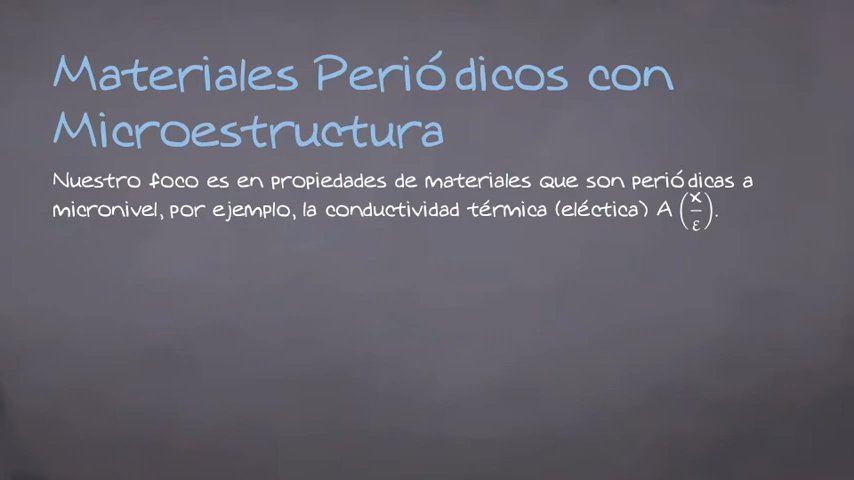 Materiales Periódicos con
Microestructura
Nuestro foco es en propiedades de materiales que son periódicas a
micronivel, por ejemplo, la conductividad térmica (eléctica) A (x/ε).